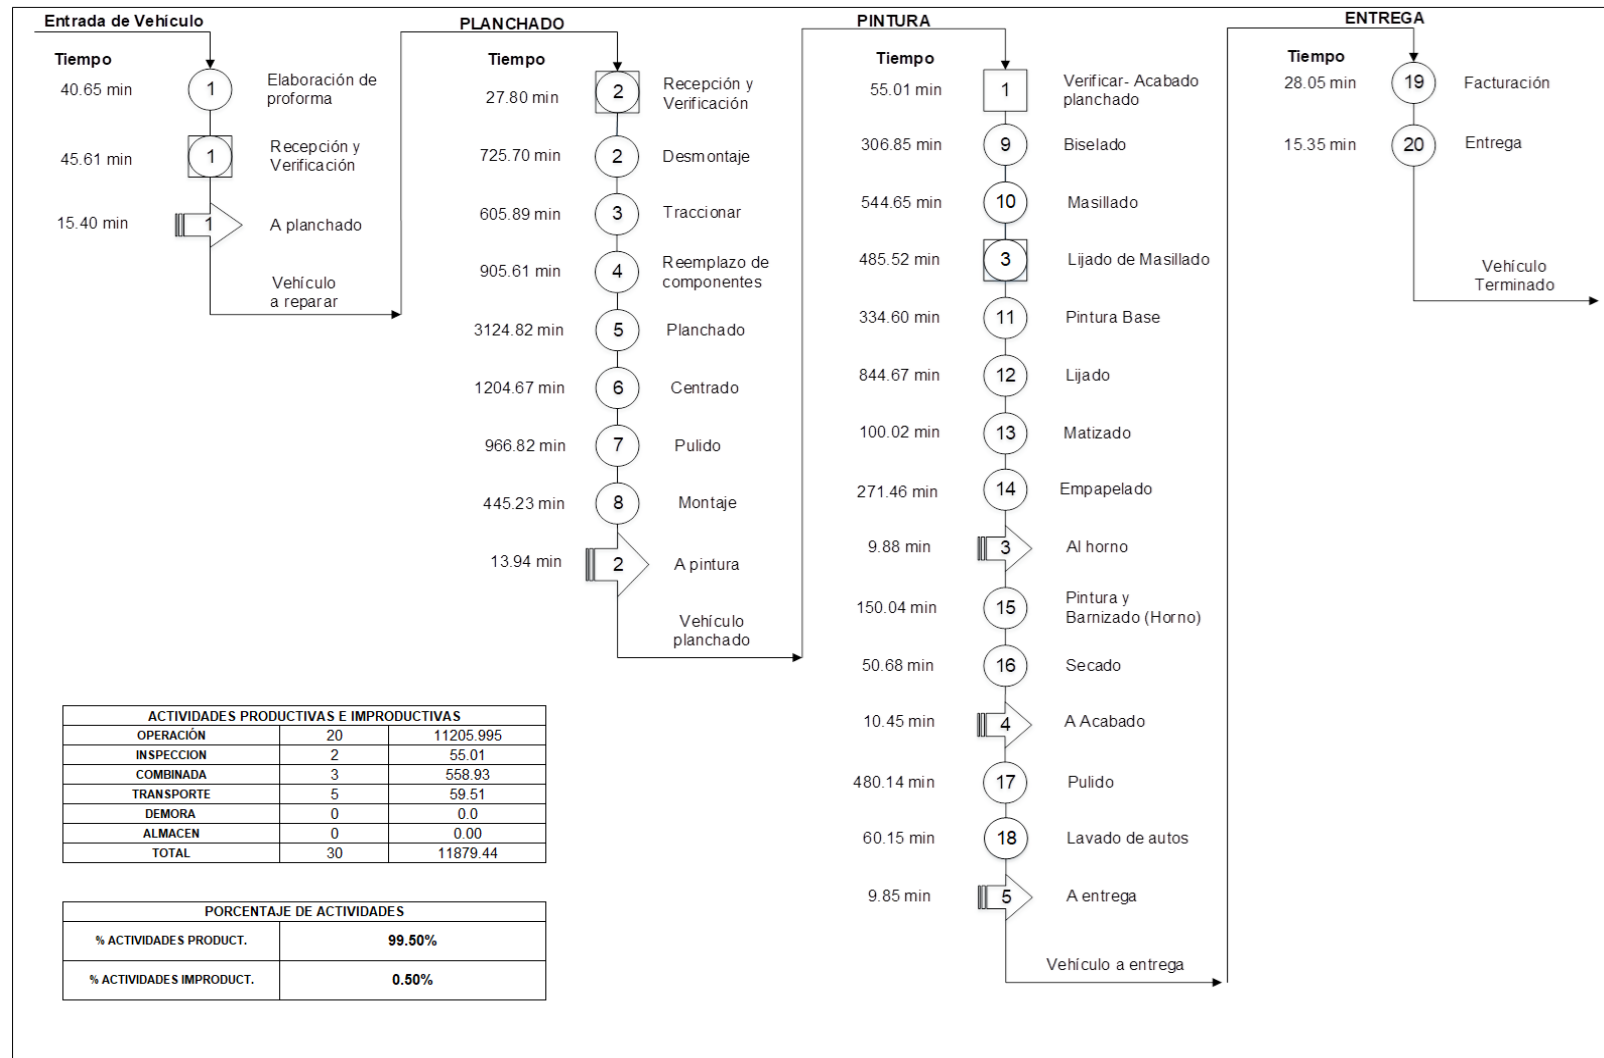 Entrada de Vehículo
Tiempo
40.65 min
1
Elaboración de
proforma
45.61 min
1
Recepción y
Verificación
15.40 min
1
A planchado
Vehículo
a reparar
PLANCHADO
Tiempo
27.80 min
2
Recepción y
Verificación
725.70 min
2
Desmontaje
605.89 min
3
Traccionar
905.61 min
4
Reemplazo de
componentes
3124.82 min
5
Planchado
1204.67 min
6
Centrado
966.82 min
7
Pulido
445.23 min
8
Montaje
13.94 min
2
A pintura
Vehículo
planchado
PINTURA
Tiempo
55.01 min
1
Verificar- Acabado
planchado
306.85 min
9
Biselado
544.65 min
10
Masillado
485.52 min
3
Lijado de Masillado
334.60 min
11
Pintura Base
844.67 min
12
Lijado
100.02 min
13
Matizado
271.46 min
14
Empapelado
9.88 min
3
Al horno
150.04 min
15
Pintura y
Barnizado (Horno)
50.68 min
16
Secado
10.45 min
4
A Acabado
480.14 min
17
Pulido
60.15 min
18
Lavado de autos
9.85 min
5
A entrega
Vehículo a entrega
ENTREGA
Tiempo
28.05 min
19
Facturación
15.35 min
20
Entrega
Vehículo
Terminado
ACTIVIDADES PRODUCTIVAS E IMPRODUCTIVAS
OPERACIÓN 20 11205.995
INSPECCION 2 55.01
COMBINADA 3 558.93
TRANSPORTE 5 59.51
DEMORA 0 0.0
ALMACEN 0 0.00
TOTAL 30 11879.44
PORCENTAJE DE ACTIVIDADES
% ACTIVIDADES PRODUCT. 99.50%
% ACTIVIDADES IMPRODUCT. 0.50%